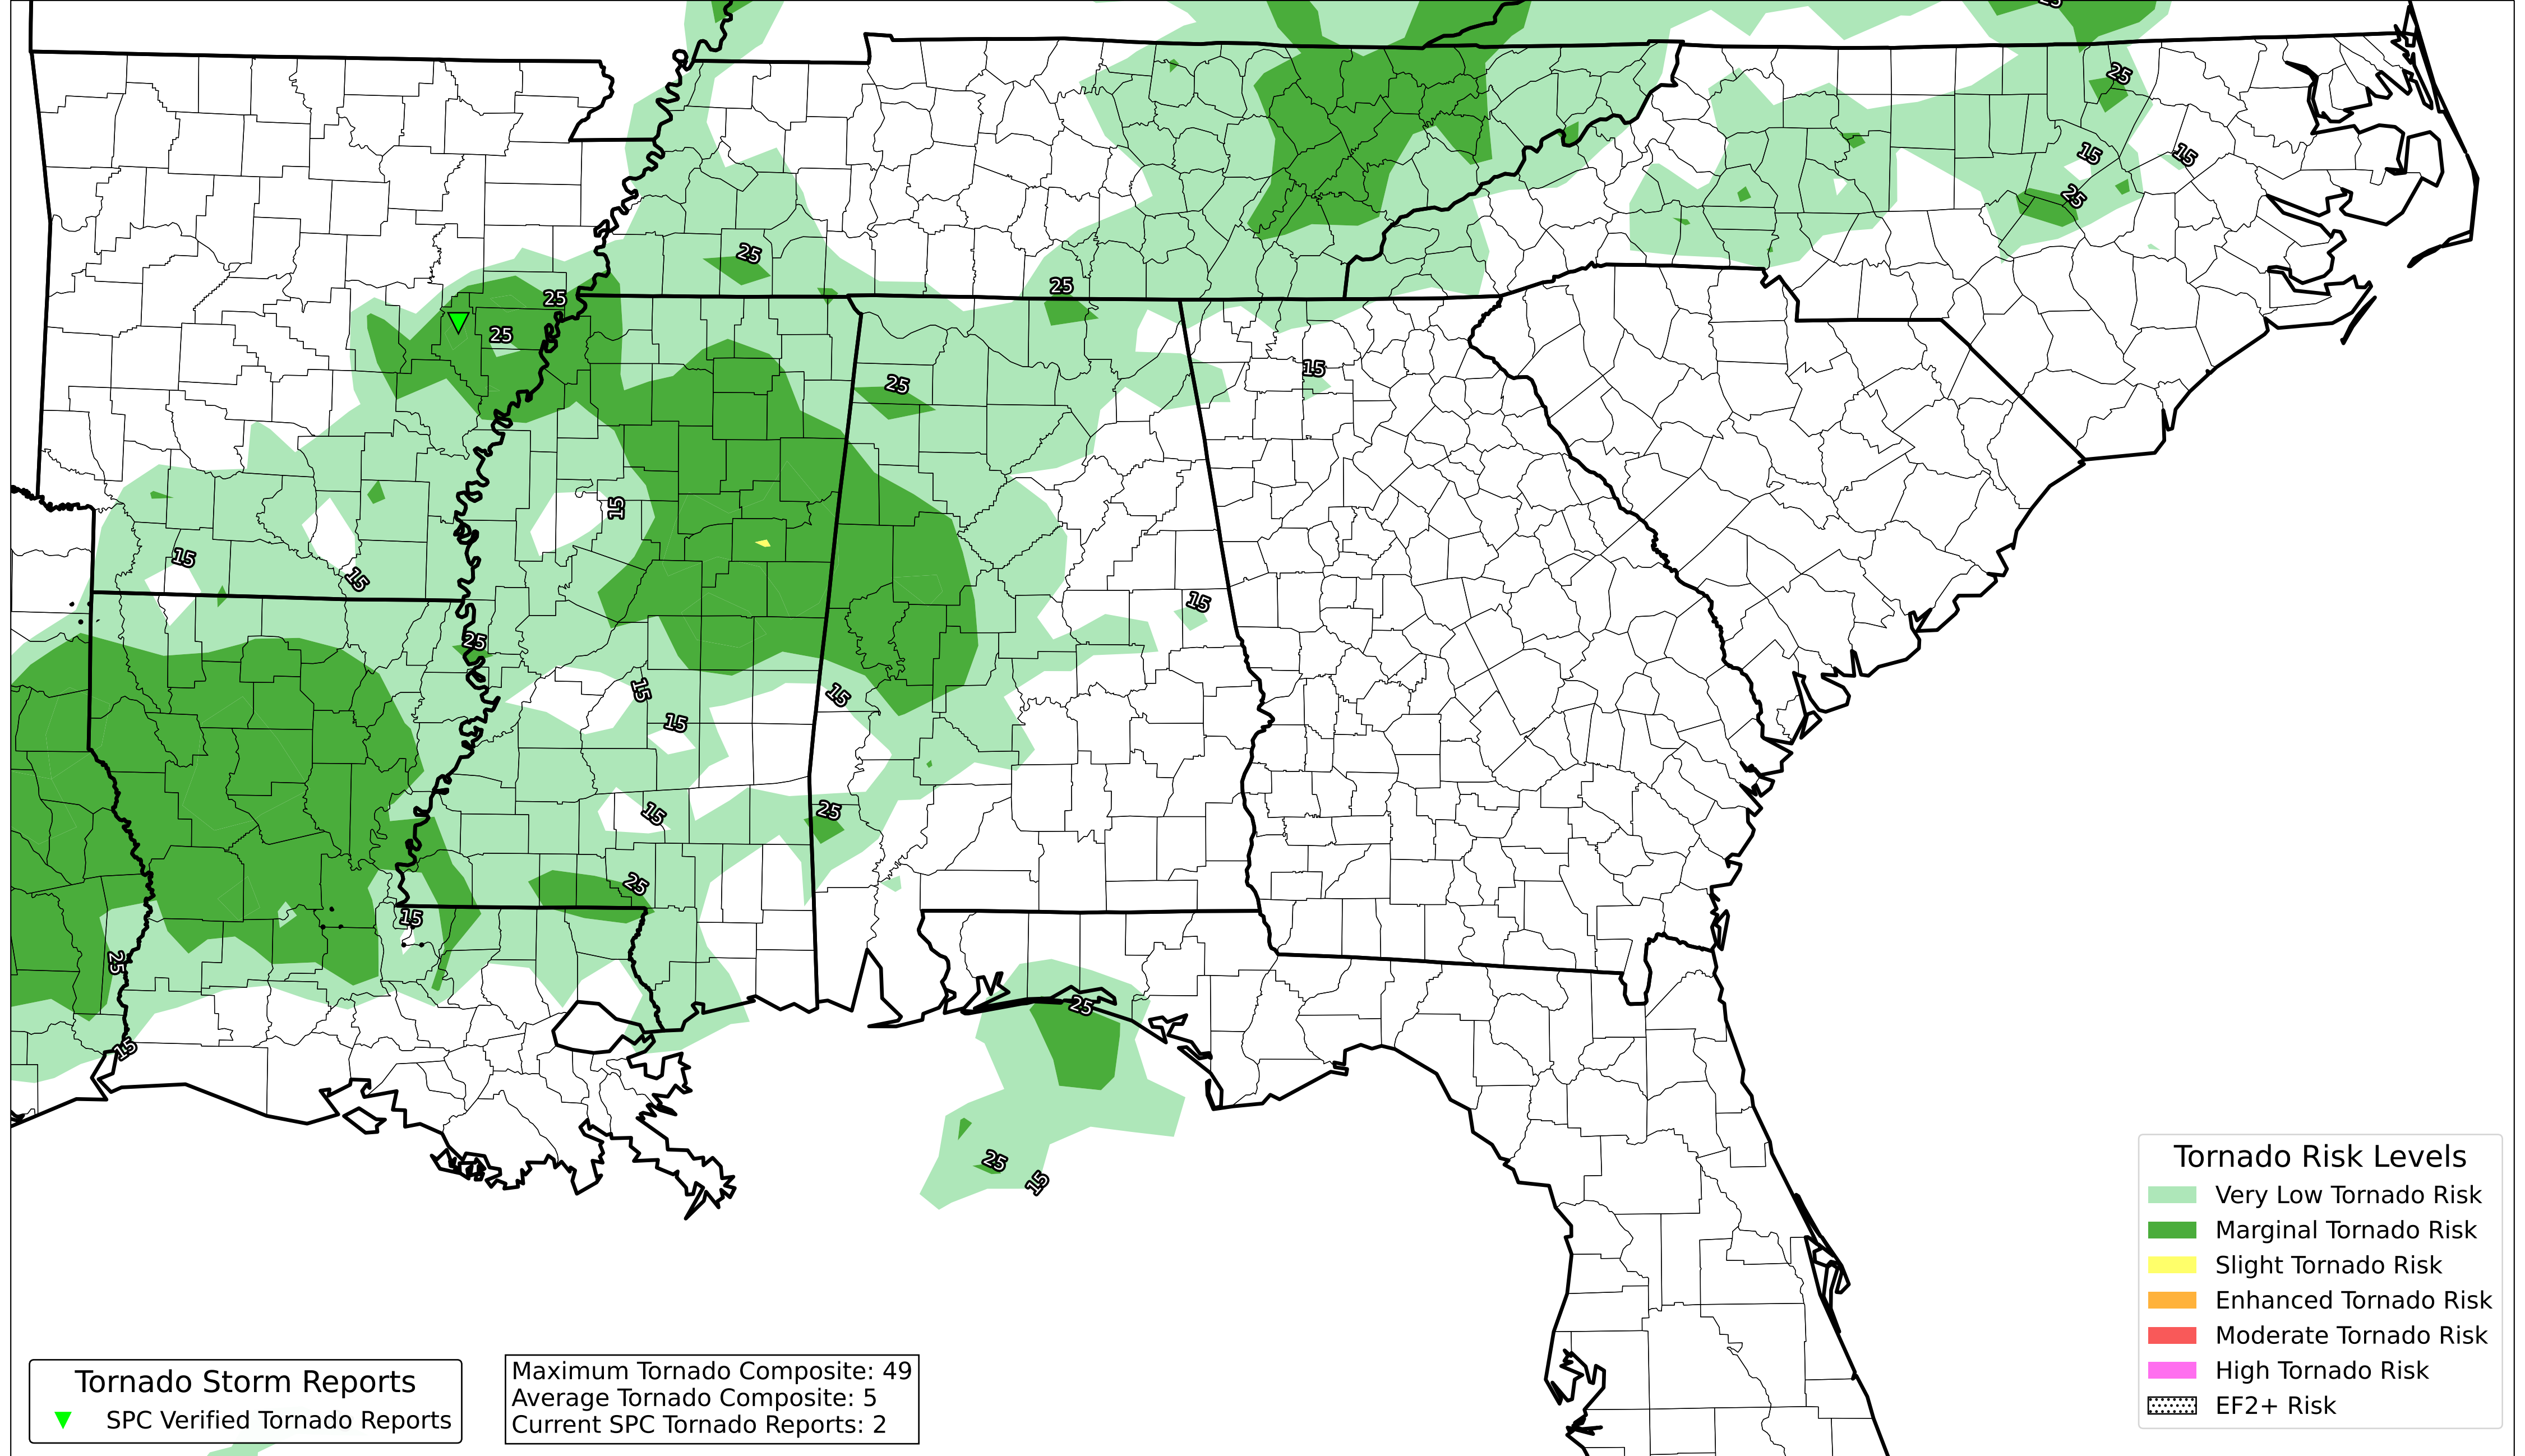 25
25
15
15
25
25
25
25
25
15
25
15
15
15
15
25
15
15
15
15
25
25
15
25
15
25
15
25
15
Tornado Risk Levels
Very Low Tornado Risk
Marginal Tornado Risk
Slight Tornado Risk
Enhanced Tornado Risk
Moderate Tornado Risk
High Tornado Risk
EF2+ Risk
Tornado Storm Reports
SPC Verified Tornado Reports
Maximum Tornado Composite: 49
Average Tornado Composite: 5
Current SPC Tornado Reports: 2